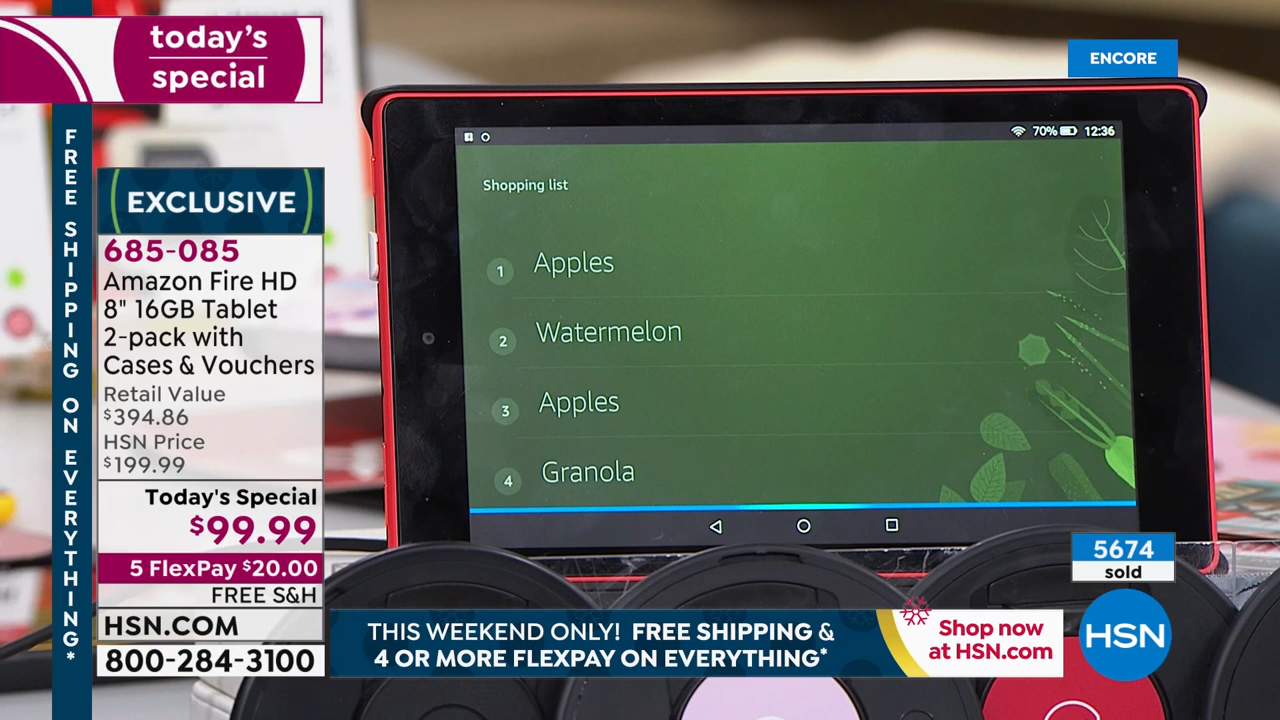 today's
special
ENCORE
FREE SHIPPING ON EVERYTHING*
EXCLUSIVE
685-085
Amazon Fire HD
8" 16GB Tablet
2-pack with
Cases & Vouchers
Retail Value
$394.86
HSN Price
$199.99
Today's Special
$99.99
5 FlexPay $20.00
FREE S&H
HSN.COM
800-284-3100
70% 12:36
Shopping list
1 Apples
2 Watermelon
3 Apples
4 Granola
5674
sold
THIS WEEKEND ONLY! FREE SHIPPING &
4 OR MORE FLEXPAY ON EVERYTHING*
Shop now
at HSN.com
HSN